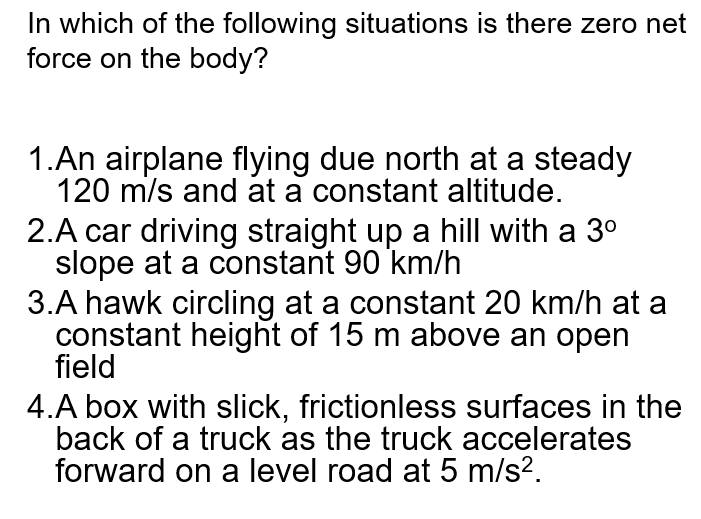 In which of the following situations is there zero net
force on the body?
1.An airplane flying due north at a steady
120 m/s and at a constant altitude.
2.A car driving straight up a hill with a 3º
slope at a constant 90 km/h
3.A hawk circling at a constant 20 km/h at a
constant height of 15 m above an open
field
4.A box with slick, frictionless surfaces in the
back of a truck as the truck accelerates
forward on a level road at 5 m/s².